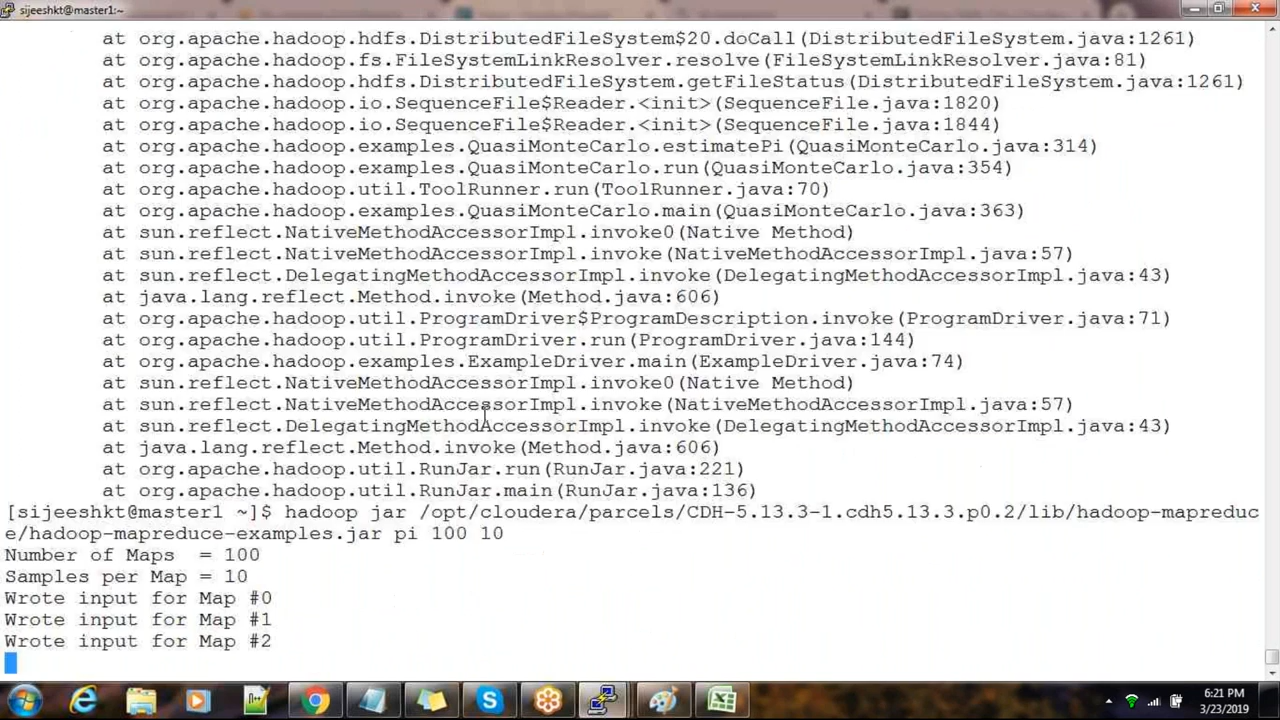 sijeeshkt@master1:~
at org.apache.hadoop.hdfs.DistributedFileSystem$20.doCall(DistributedFileSystem.java:1261)
at org.apache.hadoop.fs.FileSystemLinkResolver.resolve(FileSystemLinkResolver.java:81)
at org.apache.hadoop.hdfs.DistributedFileSystem.getFileStatus(DistributedFileSystem.java:1261)
at org.apache.hadoop.io.SequenceFile$Reader.<init>(SequenceFile.java:1820)
at org.apache.hadoop.io.SequenceFile$Reader.<init>(SequenceFile.java:1844)
at org.apache.hadoop.examples.QuasiMonteCarlo.estimatePi(QuasiMonteCarlo.java:314)
at org.apache.hadoop.examples.QuasiMonteCarlo.run(QuasiMonteCarlo.java:354)
at org.apache.hadoop.util.ToolRunner.run(ToolRunner.java:70)
at org.apache.hadoop.examples.QuasiMonteCarlo.main(QuasiMonteCarlo.java:363)
at sun.reflect.NativeMethodAccessorImpl.invoke0(Native Method)
at sun.reflect.NativeMethodAccessorImpl.invoke(NativeMethodAccessorImpl.java:57)
at sun.reflect.DelegatingMethodAccessorImpl.invoke(DelegatingMethodAccessorImpl.java:43)
at java.lang.reflect.Method.invoke(Method.java:606)
at org.apache.hadoop.util.ProgramDriver$ProgramDescription.invoke(ProgramDriver.java:71)
at org.apache.hadoop.util.ProgramDriver.run(ProgramDriver.java:144)
at org.apache.hadoop.examples.ExampleDriver.main(ExampleDriver.java:74)
at sun.reflect.NativeMethodAccessorImpl.invoke0(Native Method)
at sun.reflect.NativeMethodAccessorImpl.invoke(NativeMethodAccessorImpl.java:57)
at sun.reflect.DelegatingMethodAccessorImpl.invoke(DelegatingMethodAccessorImpl.java:43)
at java.lang.reflect.Method.invoke(Method.java:606)
at org.apache.hadoop.util.RunJar.run(RunJar.java:221)
at org.apache.hadoop.util.RunJar.main(RunJar.java:136)
[sijeeshkt@master1 ~]$ hadoop jar /opt/cloudera/parcels/CDH-5.13.3-1.cdh5.13.3.p0.2/lib/hadoop-mapreduc
e/hadoop-mapreduce-examples.jar pi 100 10
Number of Maps  = 100
Samples per Map = 10
Wrote input for Map #0
Wrote input for Map #1
Wrote input for Map #2
6:21 PM
3/23/2019